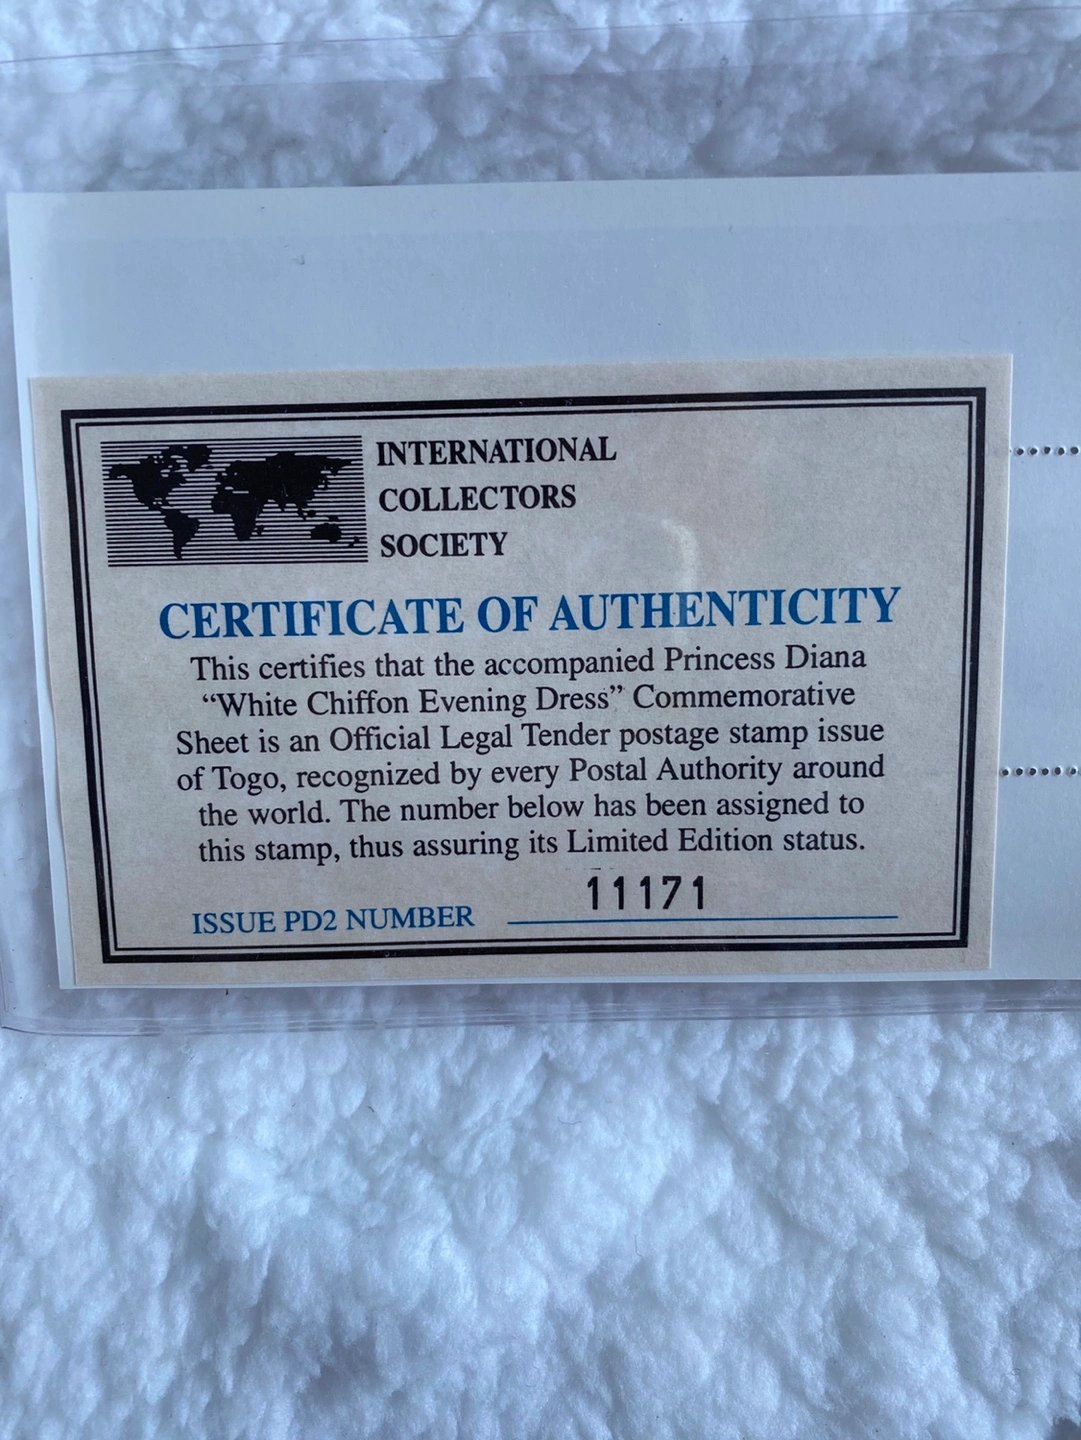 INTERNATIONAL
COLLECTORS
SOCIETY
CERTIFICATE OF AUTHENTICITY
This certifies that the accompanied Princess Diana
“White Chiffon Evening Dress” Commemorative
Sheet is an Official Legal Tender postage stamp issue
of Togo, recognized by every Postal Authority around
the world. The number below has been assigned to
this stamp, thus assuring its Limited Edition status.
ISSUE PD2 NUMBER 11171